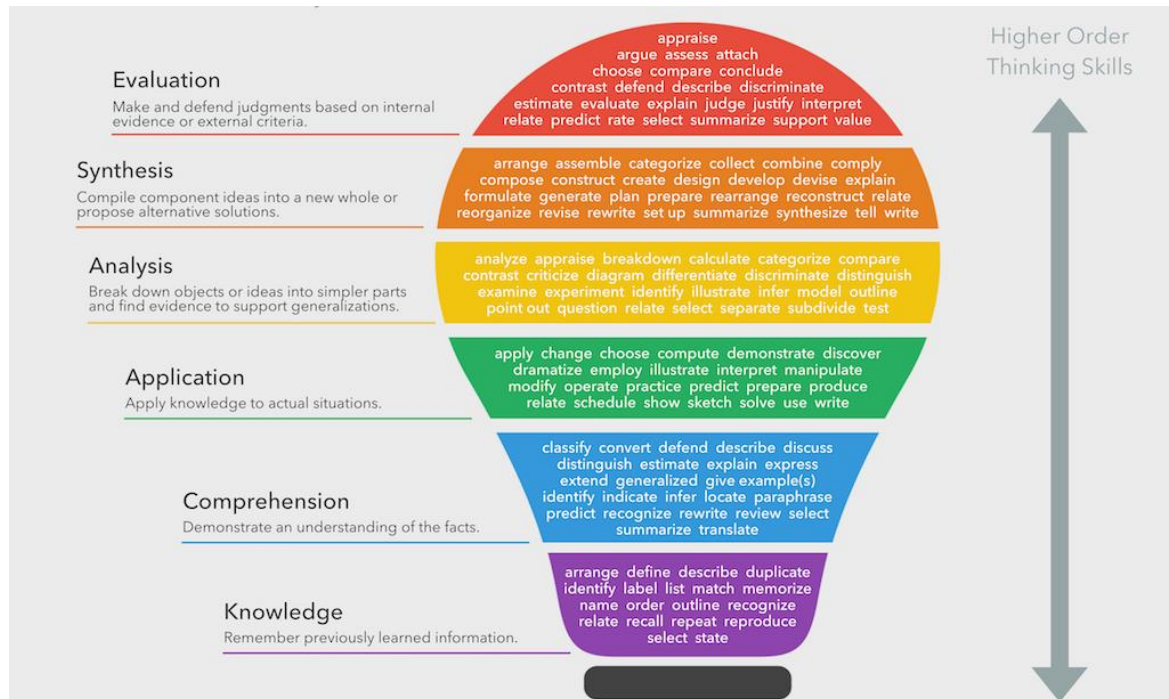 Higher Order
Thinking Skills
Evaluation
Make and defend judgments based on internal
evidence or external criteria.
appraise
argue assess attach
choose compare conclude
contrast defend describe discriminate
estimate evaluate explain judge justify interpret
relate predict rate select summarize support value
Synthesis
Compile component ideas into a new whole or
propose alternative solutions.
arrange assemble categorize collect combine comply
compose construct create design develop devise explain
formulate generate plan prepare rearrange reconstruct relate
reorganize revise rewrite set up summarize synthesize tell write
Analysis
Break down objects or ideas into simpler parts
and find evidence to support generalizations.
analyze appraise breakdown calculate categorize compare
contrast criticize diagram differentiate discriminate distinguish
examine experiment identify illustrate infer model outline
point out question relate select separate subdivide test
Application
Apply knowledge to actual situations.
apply change choose compute demonstrate discover
dramatize employ illustrate interpret manipulate
modify operate practice predict prepare produce
relate schedule show sketch solve use write
Comprehension
Demonstrate an understanding of the facts.
classify convert defend describe discuss
distinguish estimate explain express
extend generalized give example(s)
identify indicate infer locate paraphrase
predict recognize rewrite review select
summarize translate
Knowledge
Remember previously learned information.
arrange define describe duplicate
identify label list match memorize
name order outline recognize
relate recall repeat reproduce
select state